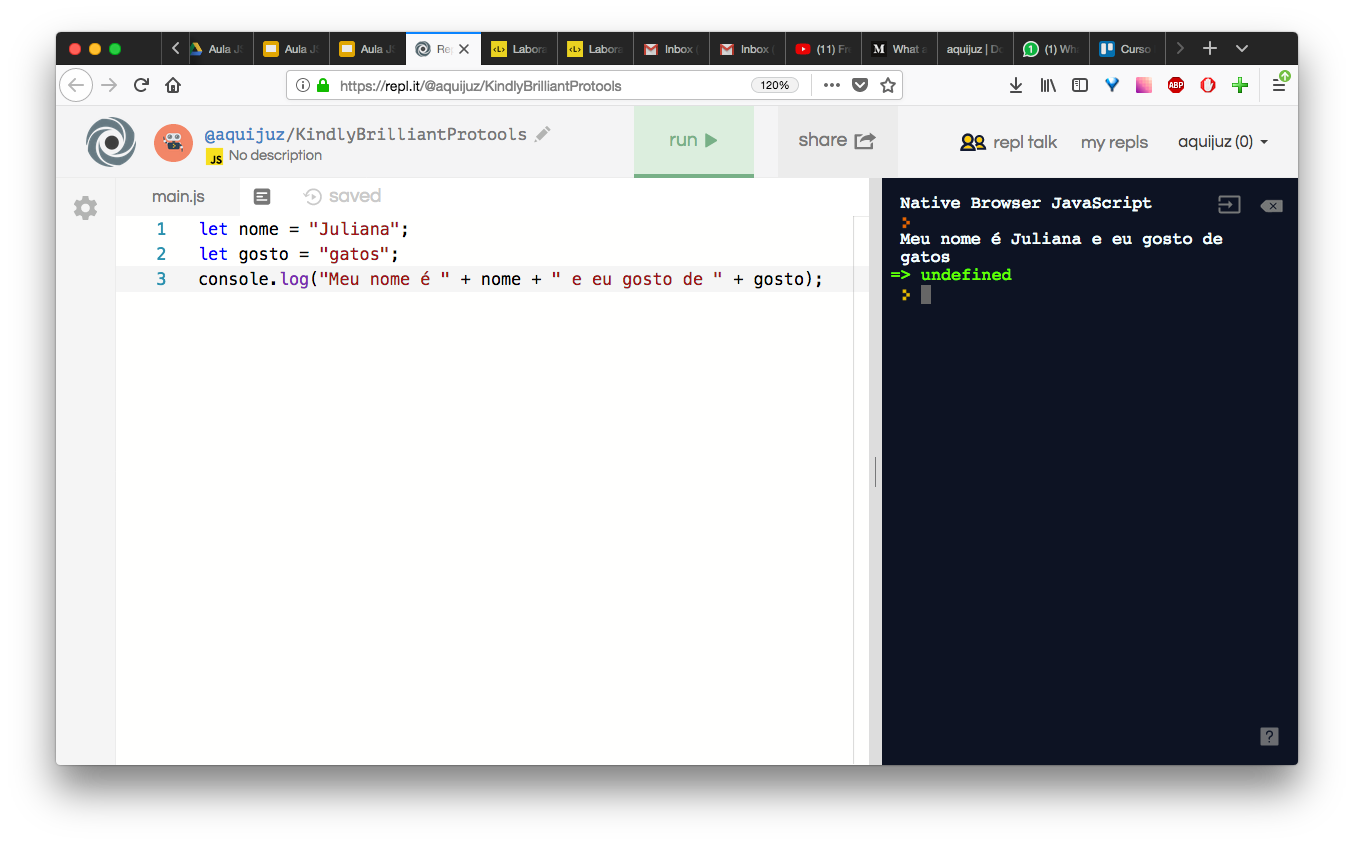 Aula JS
Aula JS
Aula JS
Rep
Labora
Labora
Inbox (
Inbox (
(11) Fr
What a
aquijuz | Do
(1) Wh
Curso
https://repl.it/@aquijuz/KindlyBrilliantProtools
120%
ABP
@aquijuz/KindlyBrilliantProtools
JS No description
run
share
repl talk
my repls
aquijuz (0)
main.js
saved
1 let nome = "Juliana";
2 let gosto = "gatos";
3 console.log("Meu nome é " + nome + " e eu gosto de " + gosto);
Native Browser JavaScript
Meu nome é Juliana e eu gosto de
gatos
=> undefined
?